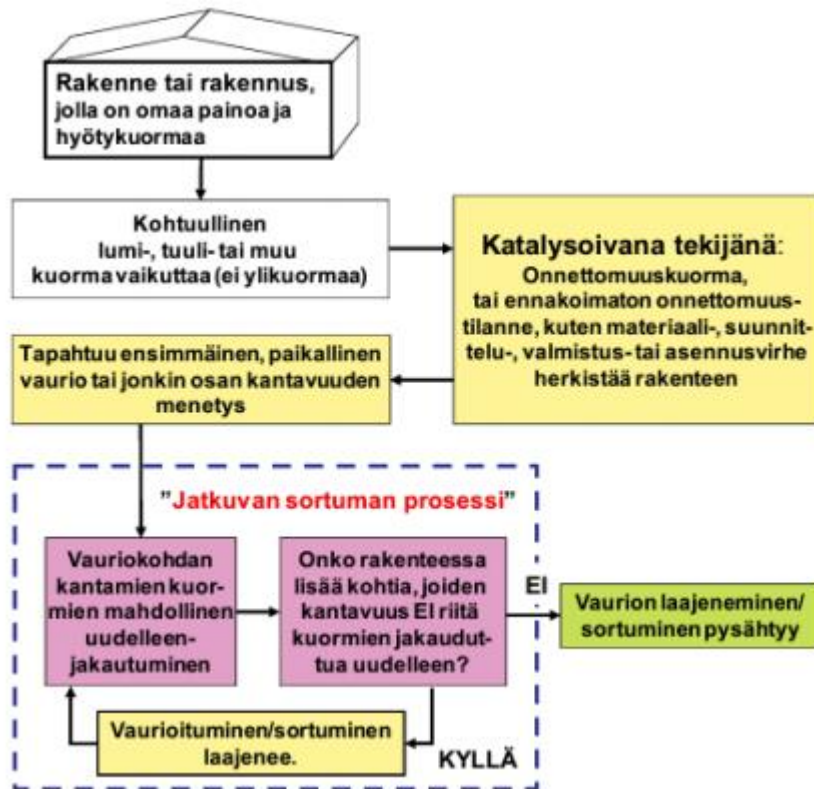 Rakenne tai rakennus,
jolla on omaa painoa ja
hyötykuormaa
Kohtuullinen
lumi-, tuuli- tai muu
kuorma vaikuttaa (ei ylikuormaa)
Katalysoivana tekijänä:
Onnettomuuskuorma,
tai ennakoimaton onnettomuus-
tilanne, kuten materiaali-, suunnit-
telu-, valmistus- tai asennusvirhe
herkistää rakenteen
Tapahtuu ensimmäinen, paikallinen
vaurio tai jonkin osan kantavuuden
menetys
"Jatkuvan sortuman prosessi"
Vauriokohdan
kantamien kuor-
mien mahdollinen
uudelleen-
jakautuminen
Onko rakenteessa
lisää kohtia, joiden
kantavuus EI riitä
kuormien jakaudut-
tua uudelleen?
EI
Vaurion laajeneminen/
sortuminen pysähtyy
Vaurioituminen/sortuminen
laajenee.
KYLLÄ